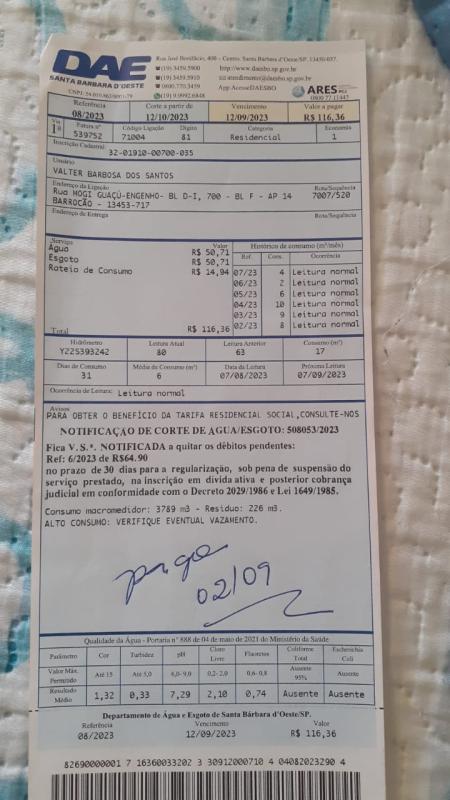 DAE
SANTA BARBARA D'OESTE
Rua José Bonifácio, 400 - Centro. Santa Bárbara d'Oeste/SP. 13450-037.
(19) 3459.5900 http://www.daesbo.sp.gov.br
(19) 3459.5910
0800.770.3459 App AcessoDAESBO
(19) 9.9992.6848
ARES PCJ
0800 77.11445
Referência Corte a partir de Vencimento Valor a pagar
08/2023 12/10/2023 12/09/2023 R$ 116,36
Via Fatura nº Código Ligação Dígito Categoria Economia
1ª 539752 71004 81 Residencial 1
Inscrição Cadastral
32-01910-00700-035
Usuário
VALTER BARBOSA DOS SANTOS
Endereço da Ligação Rota/Sequência
Rua MOGI GUAÇÚ-ENGENHO- BL D-I, 700 - BL F - AP 14 7007/520
BARROCÃO - 13453-717
Endereço de Entrega Rota/Sequência
Serviço Valor Histórico de consumo (m³/mês)
Água R$ 50,71 Ref. Cons. Ocorrência
Esgoto R$ 50,71
Rateio de Consumo R$ 14,94 07/23 4 Leitura normal
06/23 2 Leitura normal
05/23 6 Leitura normal
04/23 10 Leitura normal
03/23 9 Leitura normal
Total R$ 116,36 02/23 8 Leitura normal
Hidrômetro Leitura Atual Leitura Anterior Consumo (m³)
Y22S393242 80 63 17
Dias de Consumo Média de Consumo (m³) Data da Leitura Próxima Leitura
31 6 07/08/2023 07/09/2023
Ocorrência de Leitura: Leitura normal
Avisos
PARA OBTER O BENEFÍCIO DA TARIFA RESIDENCIAL SOCIAL,CONSULTE-NOS
NOTIFICAÇÃO DE CORTE DE ÁGUA/ESGOTO: 508053/2023
Fica V.S.ª. NOTIFICADA a quitar os débitos pendentes:
Ref: 6/2023 de R$64.90
no prazo de 30 dias para a regularização, sob pena de suspensão do
serviço prestado, na inscrição em dívida ativa e posterior cobrança
judicial em conformidade com o Decreto 2029/1986 e Lei 1649/1985.
Consumo macromedidor: 3789 m3 - Resíduo: 226 m3.
ALTO CONSUMO: VERIFIQUE EVENTUAL VAZAMENTO.
pago
02/09
Qualidade da Água - Portaria nº 888 de 04 de maio de 2021 do Ministério da Saúde
Parâmetro Cor Turbidez pH Cloro Livre Fluoretos Coliforme Total Escherichia Coli
Valor Máx. Permitido Até 15 Até 5,0 6,0-9,0 0,2-2,0 0,6-0,8 Ausente 95% Ausente
Resultado Médio 1,32 0,33 7,29 2,10 0,74 Ausente Ausente
Departamento de Água e Esgoto de Santa Bárbara d'Oeste/SP.
Referência Vencimento Valor
08/2023 12/09/2023 R$ 116,36
82690000001 7 16360033202 3 30912000710 4 04082023290 4